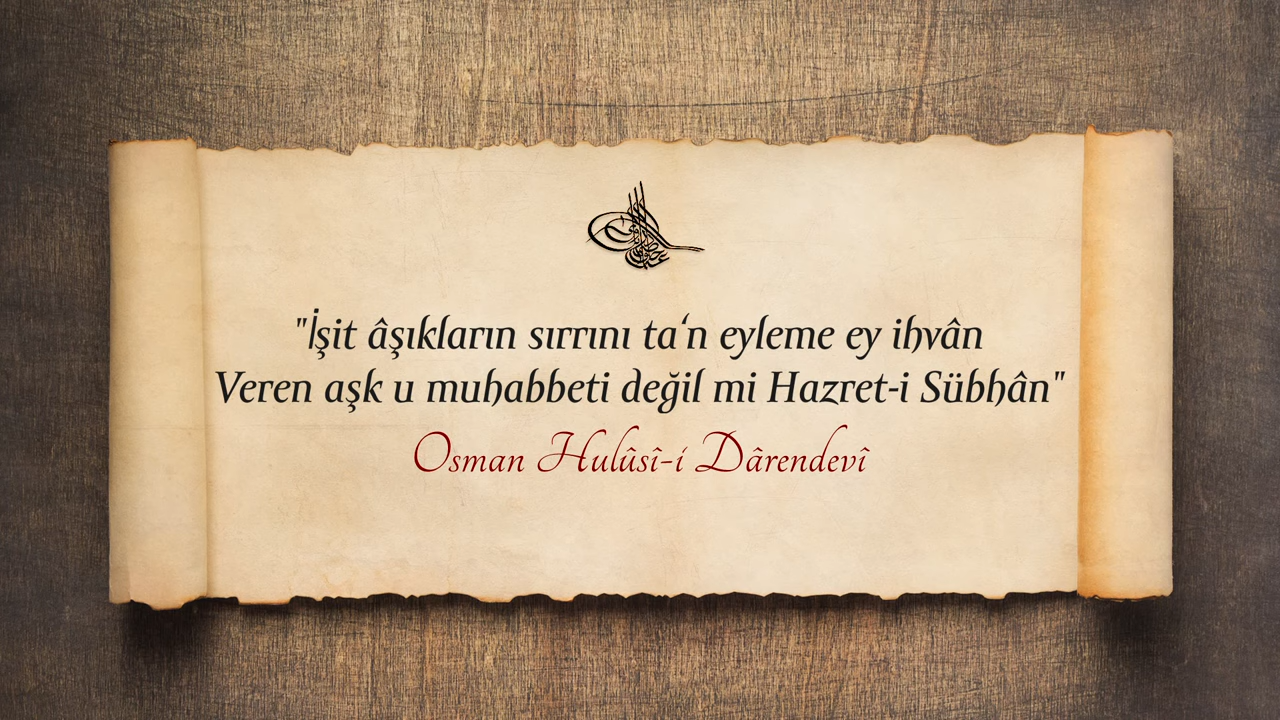 "İşit âşıkların sırrını ta‘n eyleme ey ihvân
Veren aşk u muhabbeti değil mi Hazret-i Sübhân"
Osman Hulûsî-i Dârendevî